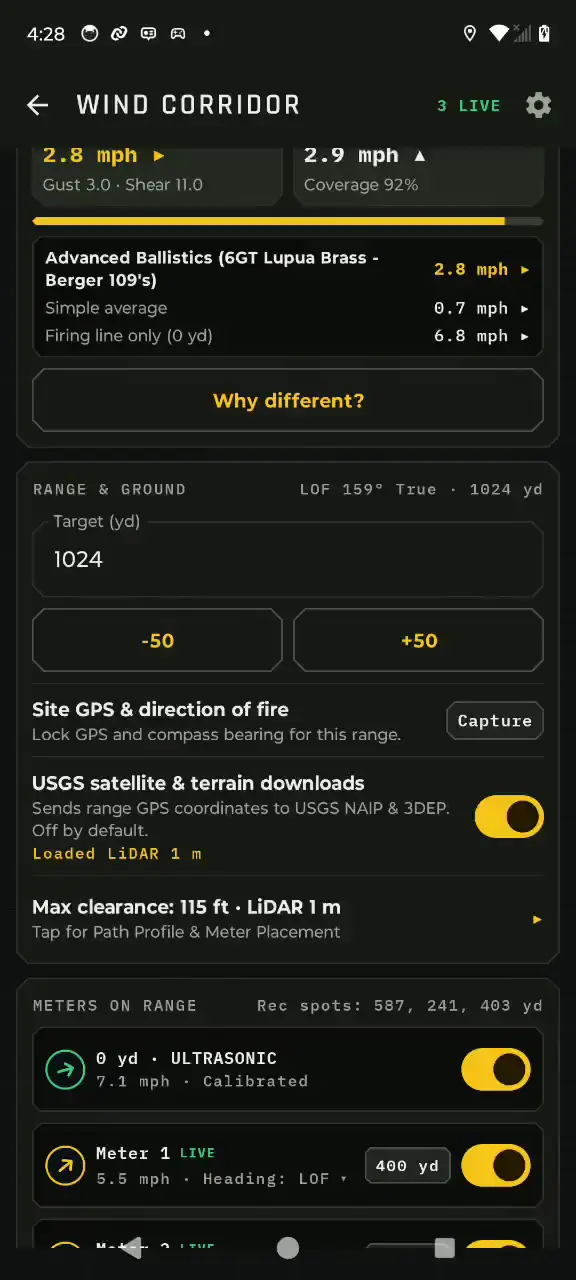 4:28
WIND CORRIDOR
3 LIVE
2.8 mph ▸
2.9 mph ▲
Gust 3.0 · Shear 11.0
Coverage 92%
Advanced Ballistics (6GT Lupua Brass -
Berger 109's)
2.8 mph ▸
Simple average
0.7 mph ▸
Firing line only (0 yd)
6.8 mph ▸
Why different?
RANGE & GROUND
LOF 159° True · 1024 yd
Target (yd)
1024
-50
+50
Site GPS & direction of fire
Lock GPS and compass bearing for this range.
Capture
USGS satellite & terrain downloads
Sends range GPS coordinates to USGS NAIP & 3DEP.
Off by default.
Loaded LiDAR 1 m
Max clearance: 115 ft · LiDAR 1 m
Tap for Path Profile & Meter Placement
METERS ON RANGE
Rec spots: 587, 241, 403 yd
0 yd · ULTRASONIC
7.1 mph · Calibrated
Meter 1 LIVE
5.5 mph · Heading: LOF ▾
400 yd